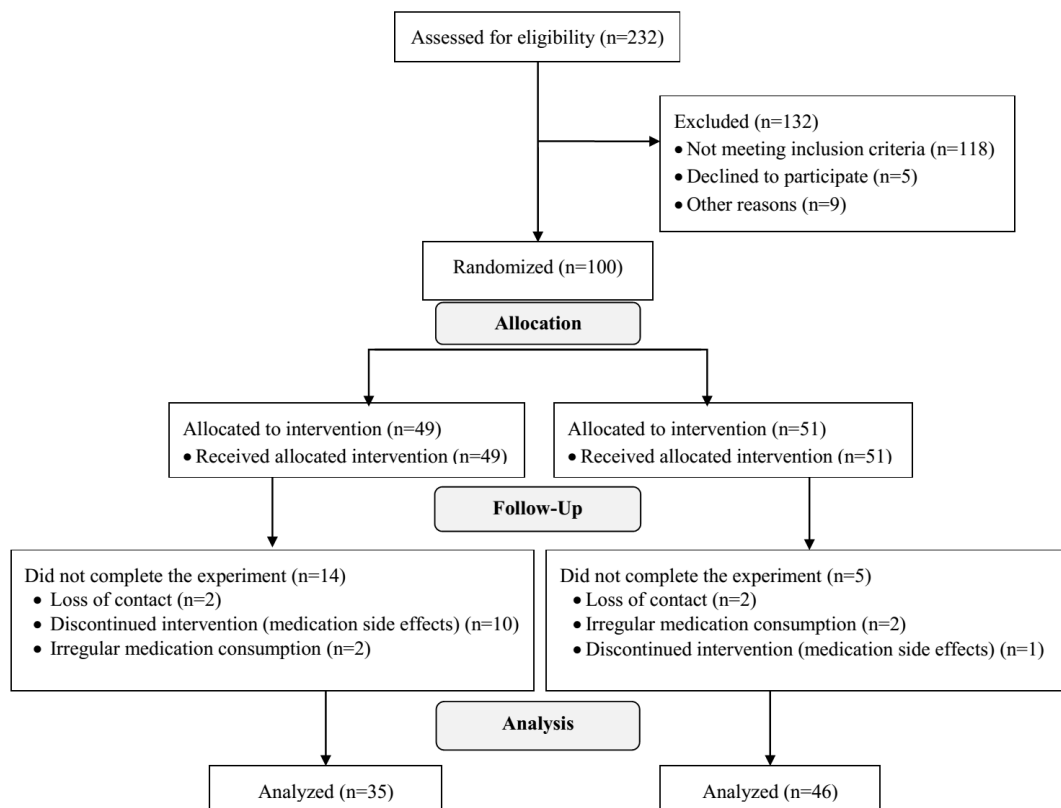 Assessed for eligibility (n=232)
Excluded (n=132)
• Not meeting inclusion criteria (n=118)
• Declined to participate (n=5)
• Other reasons (n=9)
Randomized (n=100)
Allocation
Allocated to intervention (n=49)
• Received allocated intervention (n=49)
Allocated to intervention (n=51)
• Received allocated intervention (n=51)
Follow-Up
Did not complete the experiment (n=14)
• Loss of contact (n=2)
• Discontinued intervention (medication side effects) (n=10)
• Irregular medication consumption (n=2)
Did not complete the experiment (n=5)
• Loss of contact (n=2)
• Irregular medication consumption (n=2)
• Discontinued intervention (medication side effects) (n=1)
Analysis
Analyzed (n=35)
Analyzed (n=46)